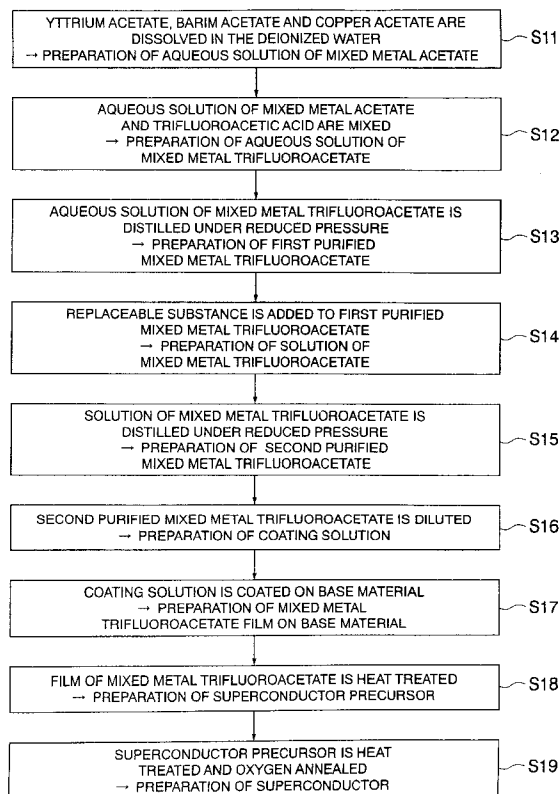 YTTRIUM ACETATE, BARIM ACETATE AND COPPER ACETATE ARE
DISSOLVED IN THE DEIONIZED WATER
→ PREPARATION OF AQUEOUS SOLUTION OF MIXED METAL ACETATE
S11
AQUEOUS SOLUTION OF MIXED METAL ACETATE
AND TRIFLUOROACETIC ACID ARE MIXED
→ PREPARATION OF AQUEOUS SOLUTION OF
MIXED METAL TRIFLUOROACETATE
S12
AQUEOUS SOLUTION OF MIXED METAL TRIFLUOROACETATE IS
DISTILLED UNDER REDUCED PRESSURE
→ PREPARATION OF FIRST PURIFIED
MIXED METAL TRIFLUOROACETATE
S13
REPLACEABLE SUBSTANCE IS ADDED TO FIRST PURIFIED
MIXED METAL TRIFLUOROACETATE
→ PREPARATION OF SOLUTION OF
MIXED METAL TRIFLUOROACETATE
S14
SOLUTION OF MIXED METAL TRIFLUOROACETATE IS
DISTILLED UNDER REDUCED PRESSURE
→ PREPARATION OF SECOND PURIFIED
MIXED METAL TRIFLUOROACETATE
S15
SECOND PURIFIED MIXED METAL TRIFLUOROACETATE IS DILUTED
→ PREPARATION OF COATING SOLUTION
S16
COATING SOLUTION IS COATED ON BASE MATERIAL
→ PREPARATION OF MIXED METAL
TRIFLUOROACETATE FILM ON BASE MATERIAL
S17
FILM OF MIXED METAL TRIFLUOROACETATE IS HEAT TREATED
→ PREPARATION OF SUPERCONDUCTOR PRECURSOR
S18
SUPERCONDUCTOR PRECURSOR IS HEAT
TREATED AND OXYGEN ANNEALED
→ PREPARATION OF SUPERCONDUCTOR
S19